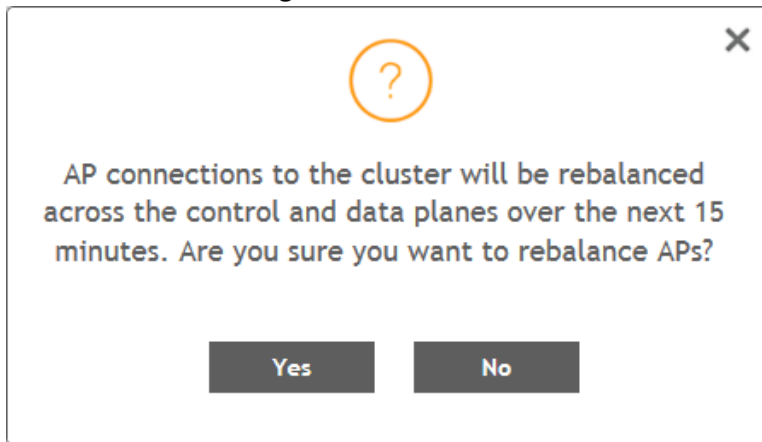 ?
AP connections to the cluster will be rebalanced
across the control and data planes over the next 15
minutes. Are you sure you want to rebalance APs?
Yes No